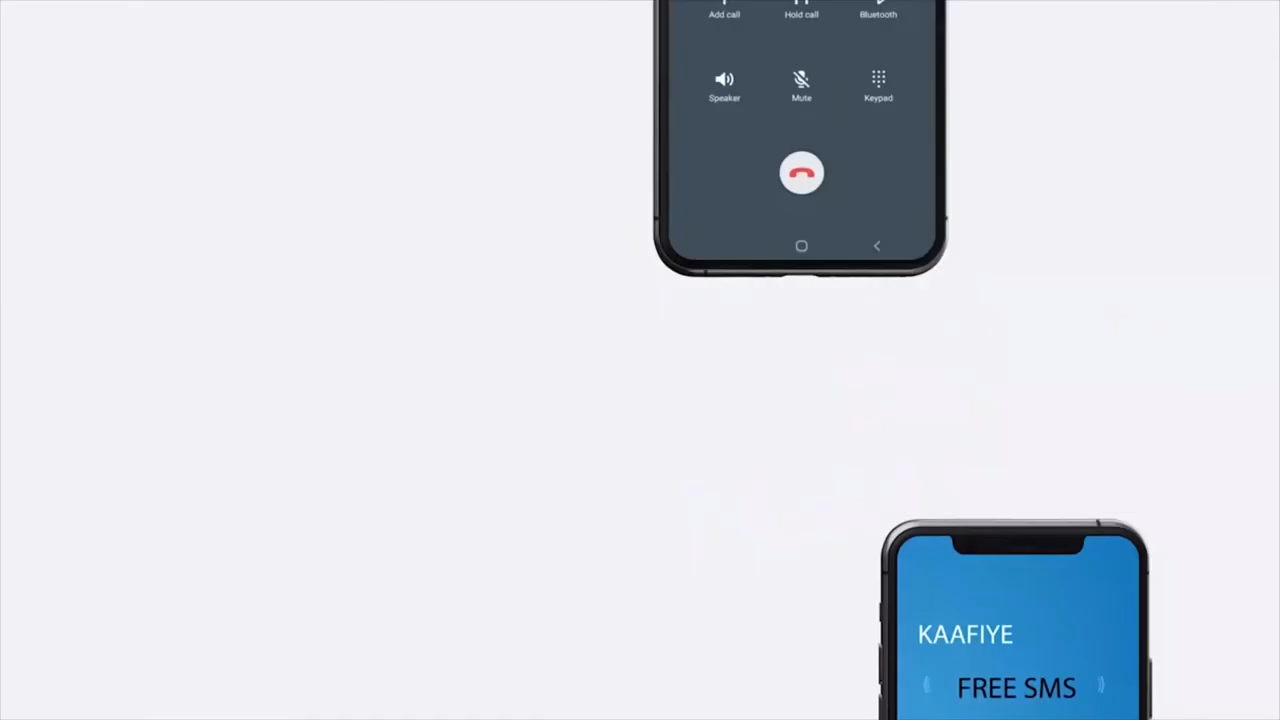 Add call Hold call Bluetooth
Speaker Mute Keypad
KAAFIYE
FREE SMS